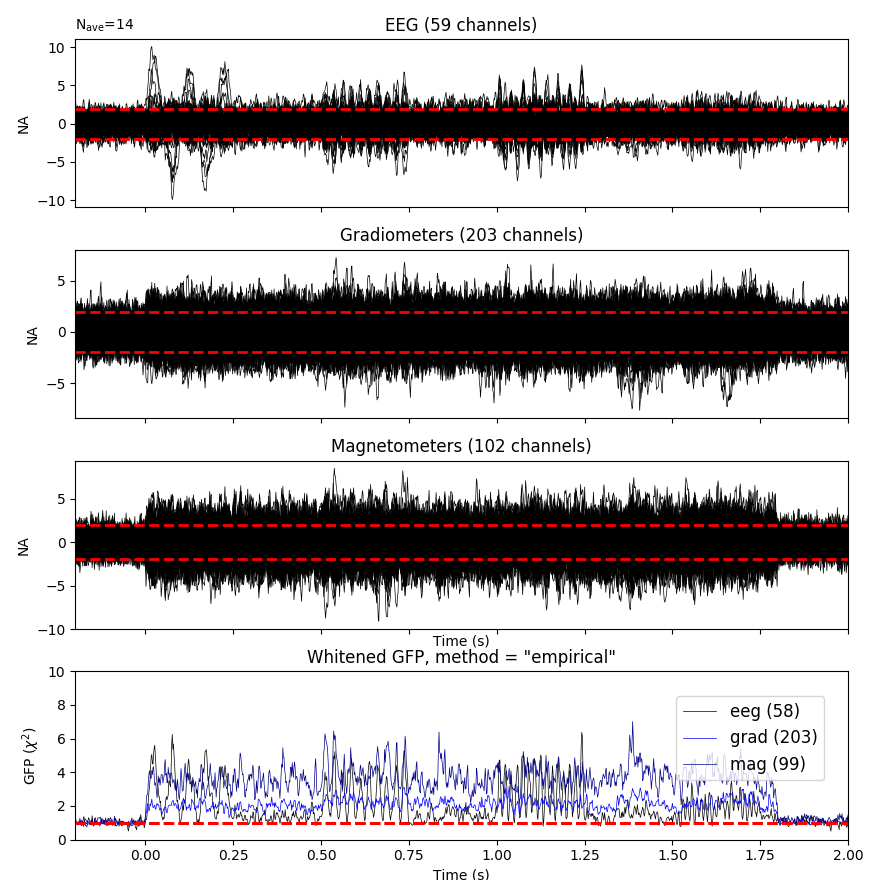 N_ave=14
EEG (59 channels)
10
5
0
−5
−10
NA
Gradiometers (203 channels)
5
0
−5
NA
Magnetometers (102 channels)
5
0
−5
−10
NA
Time (s)
Whitened GFP, method = "empirical"
10
8
6
4
2
0
GFP (χ²)
eeg (58)
grad (203)
mag (99)
0.00 0.25 0.50 0.75 1.00 1.25 1.50 1.75 2.00
Time (s)